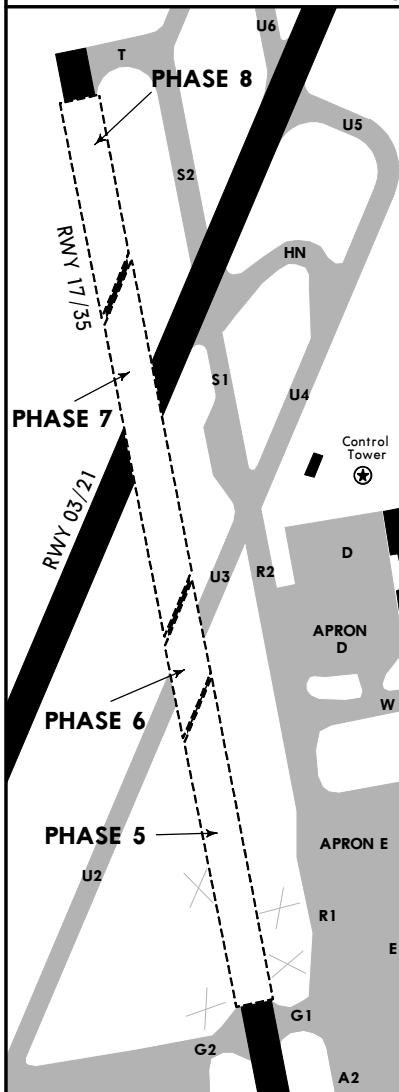 U6
T
PHASE 8
U5
S2
HN
RWY 17/35
S1
U4
PHASE 7
Control
Tower
RWY 03/21
D
U3
R2
APRON
D
W
PHASE 6
PHASE 5
APRON E
U2
R1
E
G1
G2
A2